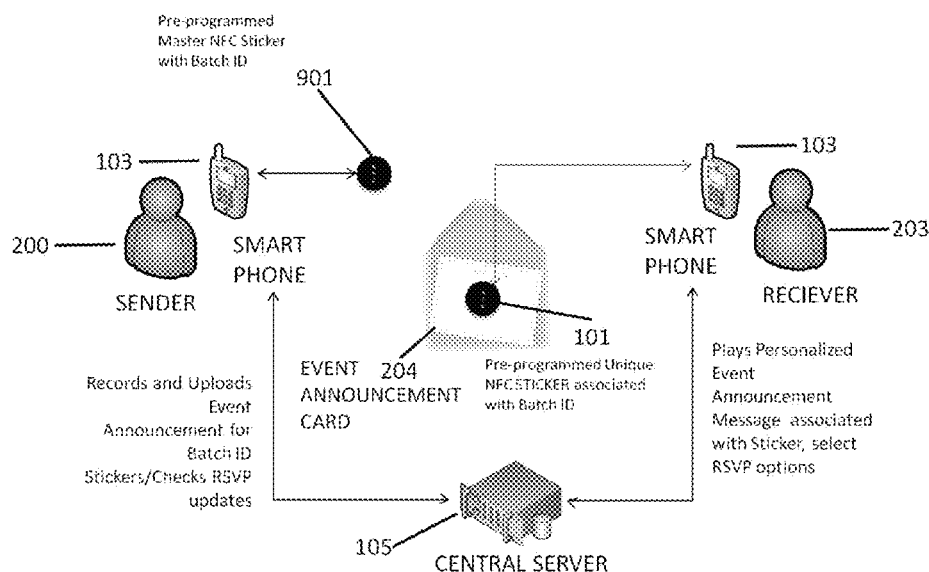 Pre-programmed
Master NFC Sticker
with Batch ID
901
103
103
200
203
SMART
PHONE
SENDER
SMART
PHONE
RECIEVER
101
EVENT 204
ANNOUNCEMENT
CARD
Pre-programmed Unique
NFC STICKER associated
with Batch ID
Records and Uploads
Event
Announcement for
Batch ID
Stickers/Checks RSVP
updates
Plays Personalized
Event
Announcement
Message associated
with Sticker, select
RSVP options
105
CENTRAL SERVER